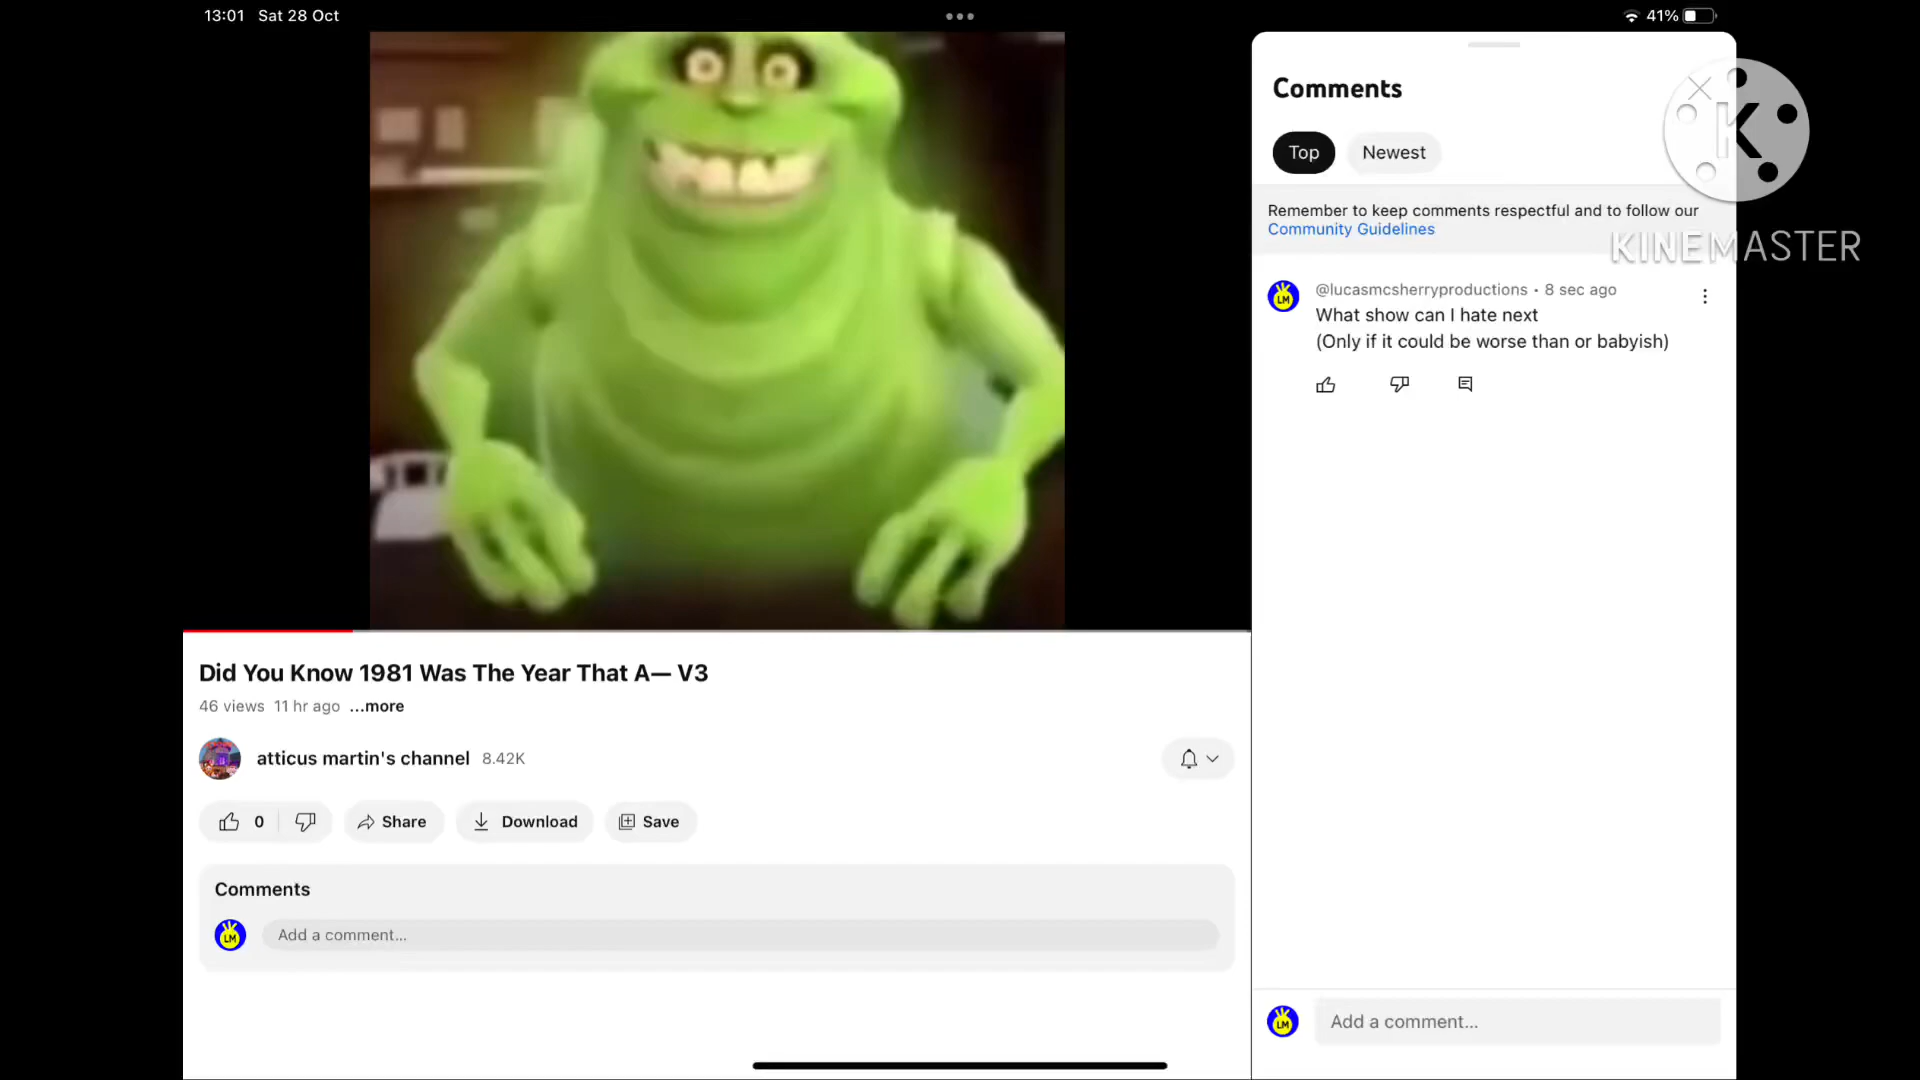 13:01 Sat 28 Oct
41%
Comments
Top
Newest
Remember to keep comments respectful and to follow our
Community Guidelines
K
KINEMASTER
LM
@lucasmcsherryproductions • 8 sec ago
What show can I hate next
(Only if it could be worse than or babyish)
Did You Know 1981 Was The Year That A— V3
46 views 11 hr ago ...more
atticus martin's channel 8.42K
0
Share
Download
Save
Comments
LM
Add a comment...
LM
Add a comment...